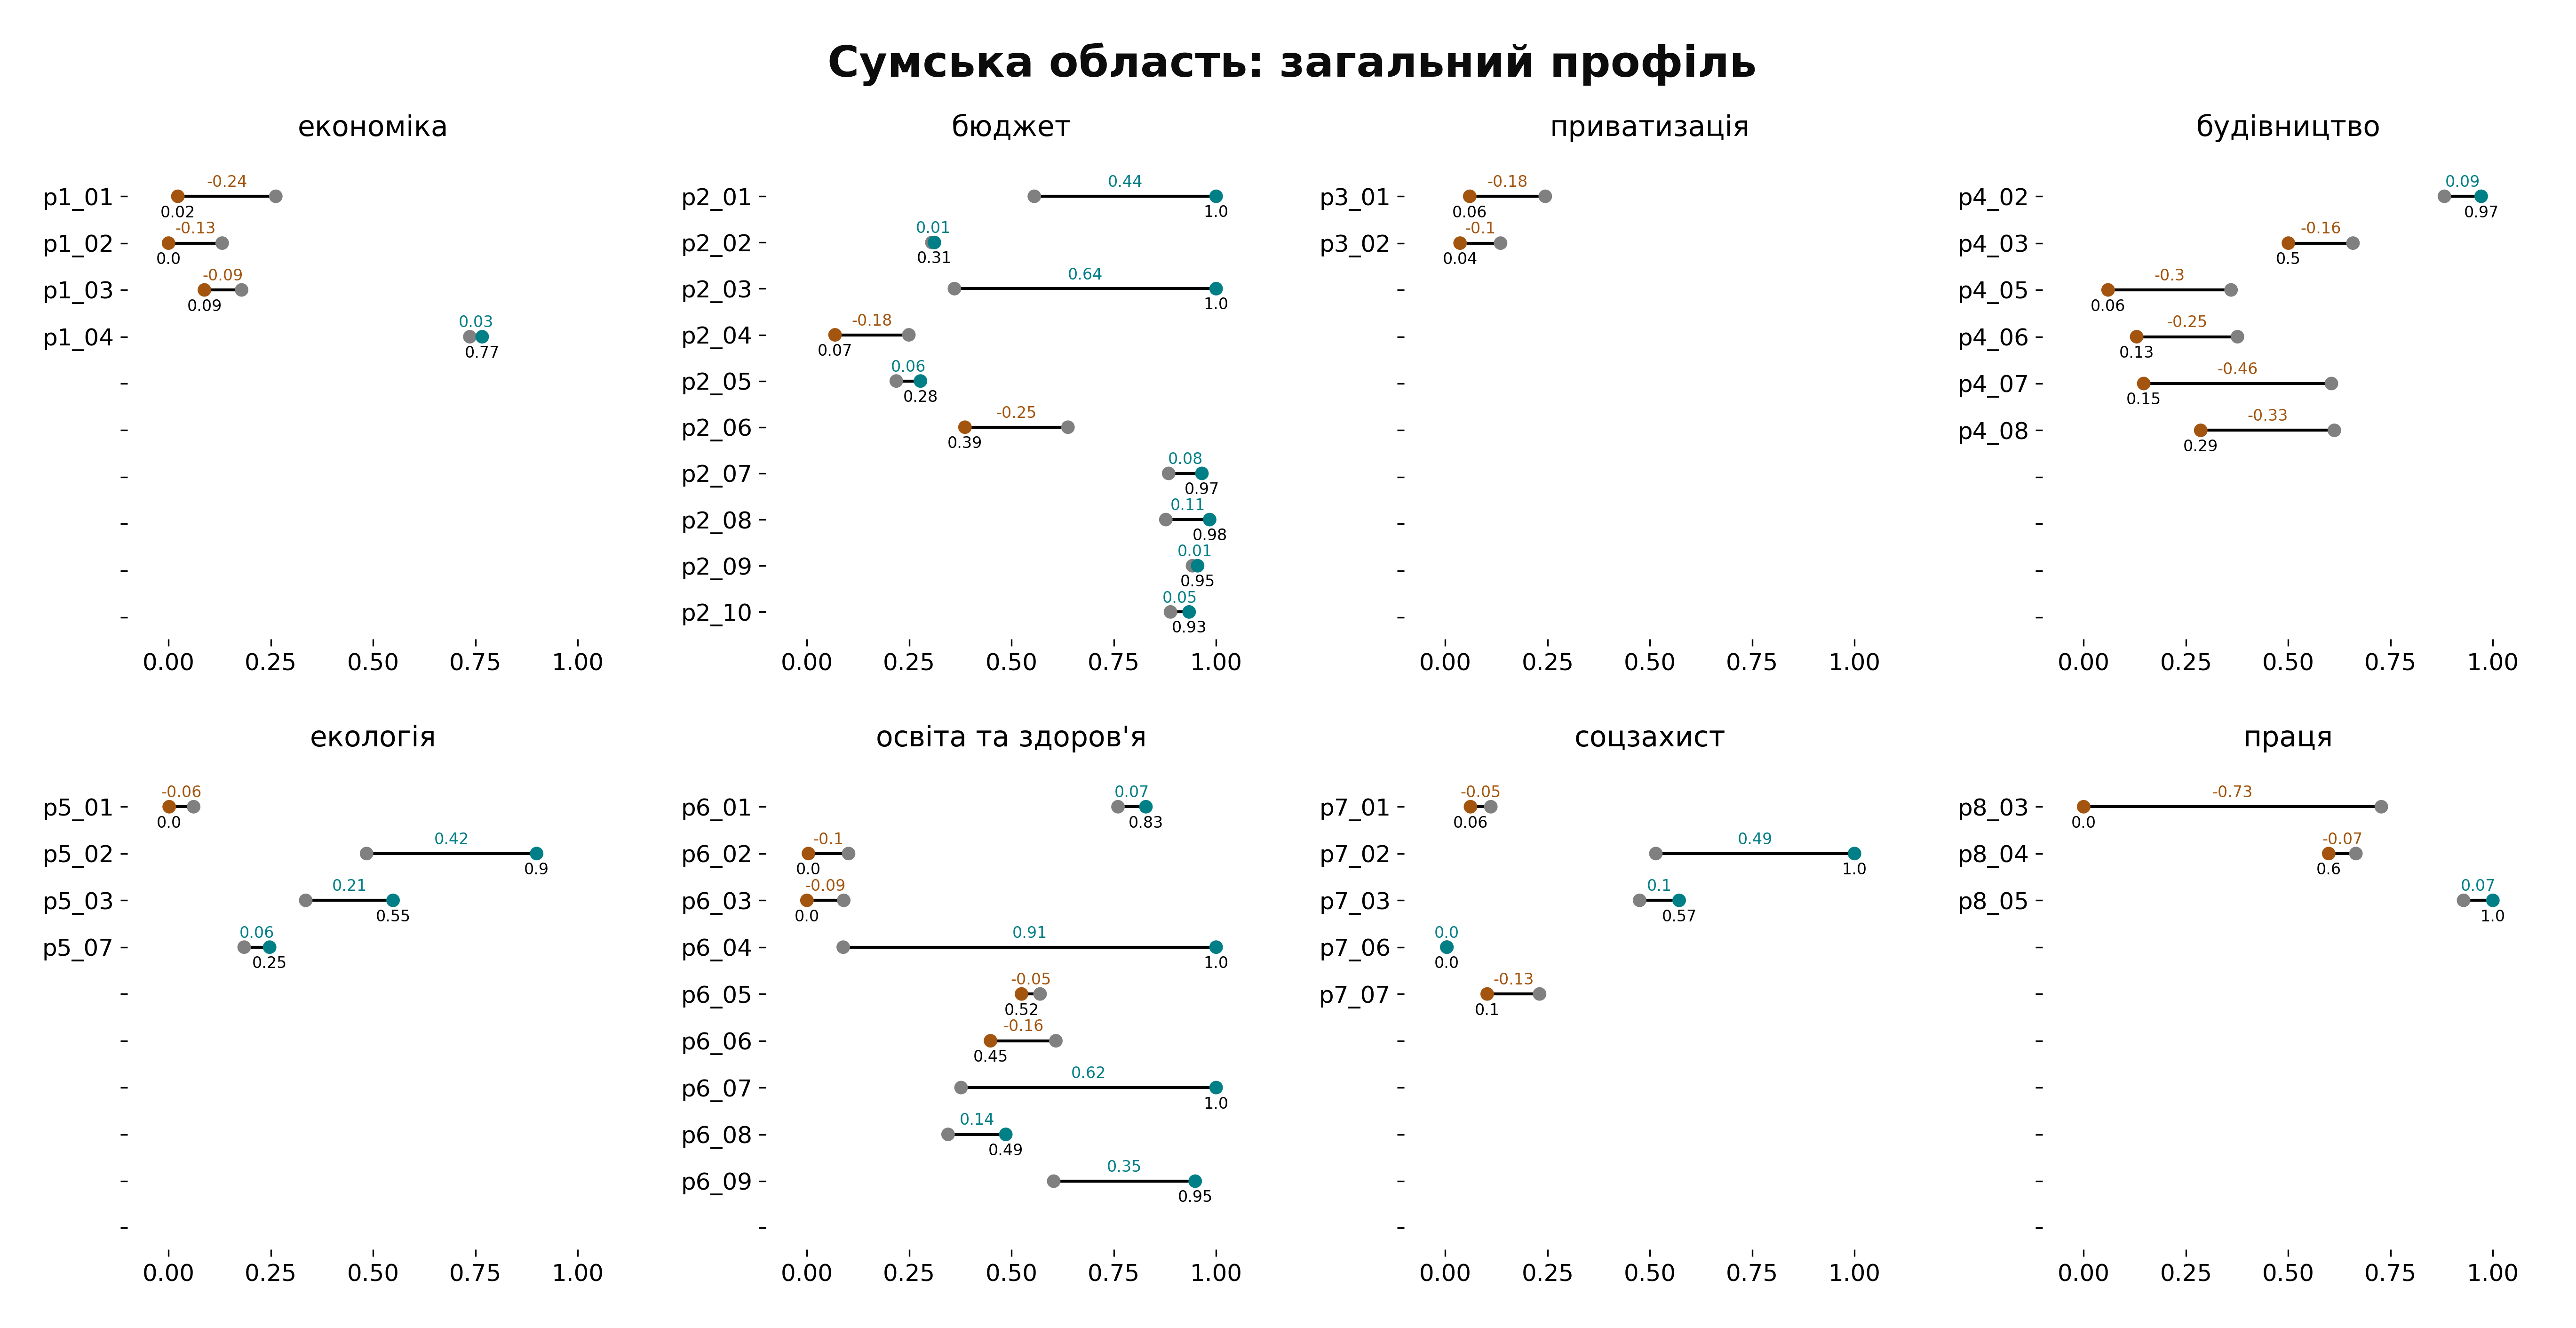 Сумська область: загальний профіль
економіка
p1_01
-0.24
0.02
p1_02
-0.13
0.0
p1_03
-0.09
0.09
p1_04
0.03
0.77
0.00 0.25 0.50 0.75 1.00
бюджет
p2_01
0.44
1.0
p2_02
0.01
0.31
p2_03
0.64
1.0
p2_04
-0.18
0.07
p2_05
0.06
0.28
p2_06
-0.25
0.39
p2_07
0.08
0.97
p2_08
0.11
0.98
p2_09
0.01
0.95
p2_10
0.05
0.93
0.00 0.25 0.50 0.75 1.00
приватизація
p3_01
-0.18
0.06
p3_02
-0.1
0.04
0.00 0.25 0.50 0.75 1.00
будівництво
p4_02
0.09
0.97
p4_03
-0.16
0.5
p4_05
-0.3
0.06
p4_06
-0.25
0.13
p4_07
-0.46
0.15
p4_08
-0.33
0.29
0.00 0.25 0.50 0.75 1.00
екологія
p5_01
-0.06
0.0
p5_02
0.42
0.9
p5_03
0.21
0.55
p5_07
0.06
0.25
0.00 0.25 0.50 0.75 1.00
освіта та здоров'я
p6_01
0.07
0.83
p6_02
-0.1
0.0
p6_03
-0.09
0.0
p6_04
0.91
1.0
p6_05
-0.05
0.52
p6_06
-0.16
0.45
p6_07
0.62
1.0
p6_08
0.14
0.49
p6_09
0.35
0.95
0.00 0.25 0.50 0.75 1.00
соцзахист
p7_01
-0.05
0.06
p7_02
0.49
1.0
p7_03
0.1
0.57
p7_06
0.0
0.0
p7_07
-0.13
0.1
0.00 0.25 0.50 0.75 1.00
праця
p8_03
-0.73
0.0
p8_04
-0.07
0.6
p8_05
0.07
1.0
0.00 0.25 0.50 0.75 1.00